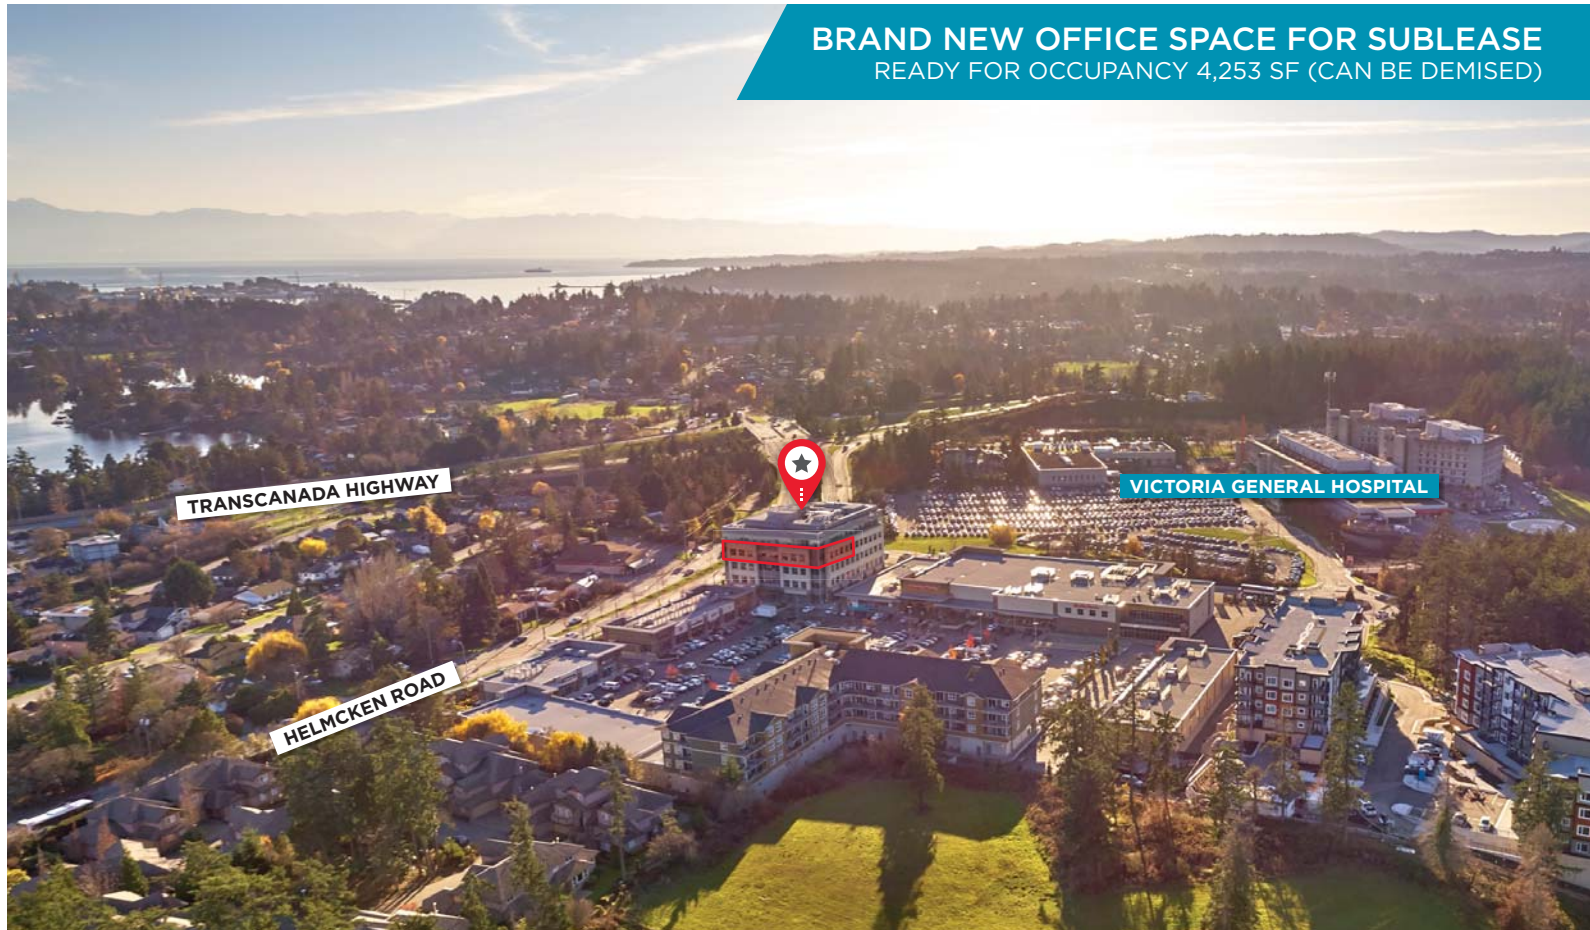 BRAND NEW OFFICE SPACE FOR SUBLEASE
READY FOR OCCUPANCY 4,253 SF (CAN BE DEMISED)
TRANSCANADA HIGHWAY
VICTORIA GENERAL HOSPITAL
HELMCKEN ROAD